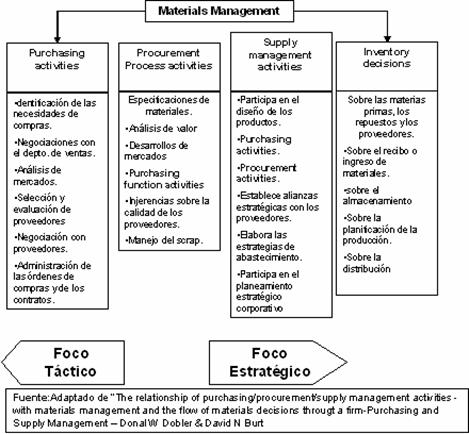 Materials Management
Purchasing
activities
•dentificación de las
necesidades de
compras.
•Negociaciones con
el depto. de ventas.
•Análisis de
mercados.
•Selección y
evaluación de
proveedores
•Negociación con
proveedores.
•Administración de
las órdenes de
compras y de los
contratos.
Procurement
Process activities
Especificaciones de
materiales.
•Análisis de valor
•Desarrollos de
mercados
•Purchasing
function activities
•Injerencias sobre la
calidad de los
proveedores.
•Manejo del scrap.
Supply
management
activities
•Participa en el
diseño de los
productos.
•Purchasing
activities.
•Procurement
activities.
•Establece alianzas
estratégicas con los
proveedores.
•Elabora las
estrategias de
abastecimiento.
•Participa en el
planeamiento
estratégico
corporativo
Inventory
decisions
Sobre las materias
primas, los
repuestos y los
proveedores.
•Sobre el recibo o
ingreso de
materiales.
•sobre el
almacenamiento
•Sobre la
planificación de la
producción.
•Sobre la
distribución
Foco
Táctico
Foco
Estratégico
Fuente:Adaptado de "The relationship of purchasing/procurement/supply management activities -
with materials management and the flow of materials decisions througt a firm-Purchasing and
Supply Management – Donal W Dobler & David N Burt